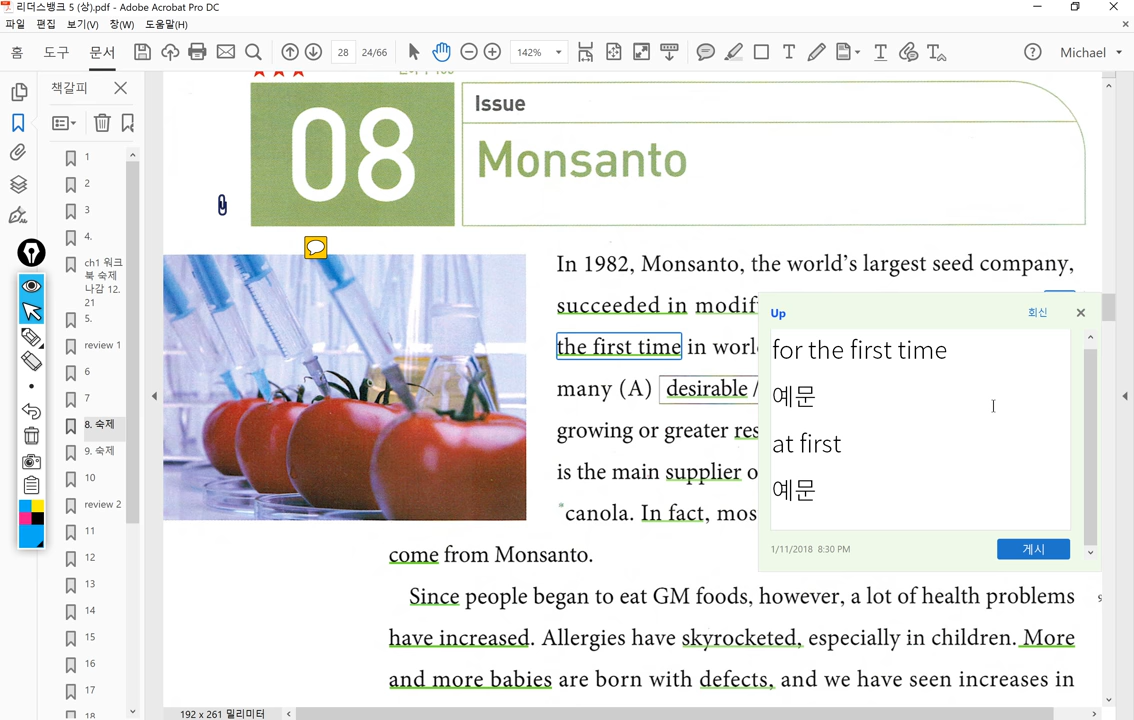 리더스뱅크 5 (상).pdf - Adobe Acrobat Pro DC
파일 편집 보기(V) 창(W) 도움말(H)
홈 도구 문서 28 24/66 142% Michael
책갈피
1
2
3
4.
ch1 워크
북 숙제
나감 12.
21
5.
review 1
6
7
8. 숙제
9. 숙제
10
review 2
11
12
13
14
15
16
17
18
08
Issue
Monsanto
In 1982, Monsanto, the world's largest seed company,
succeeded in modif
the first time in worl
many (A) desirable /
growing or greater res
is the main supplier o
canola. In fact, mos
come from Monsanto.
Since people began to eat GM foods, however, a lot of health problems
have increased. Allergies have skyrocketed, especially in children. More
and more babies are born with defects, and we have seen increases in
Up 회신
for the first time
예문
at first
예문
1/11/2018 8:30 PM 게시
192 x 261 밀리미터